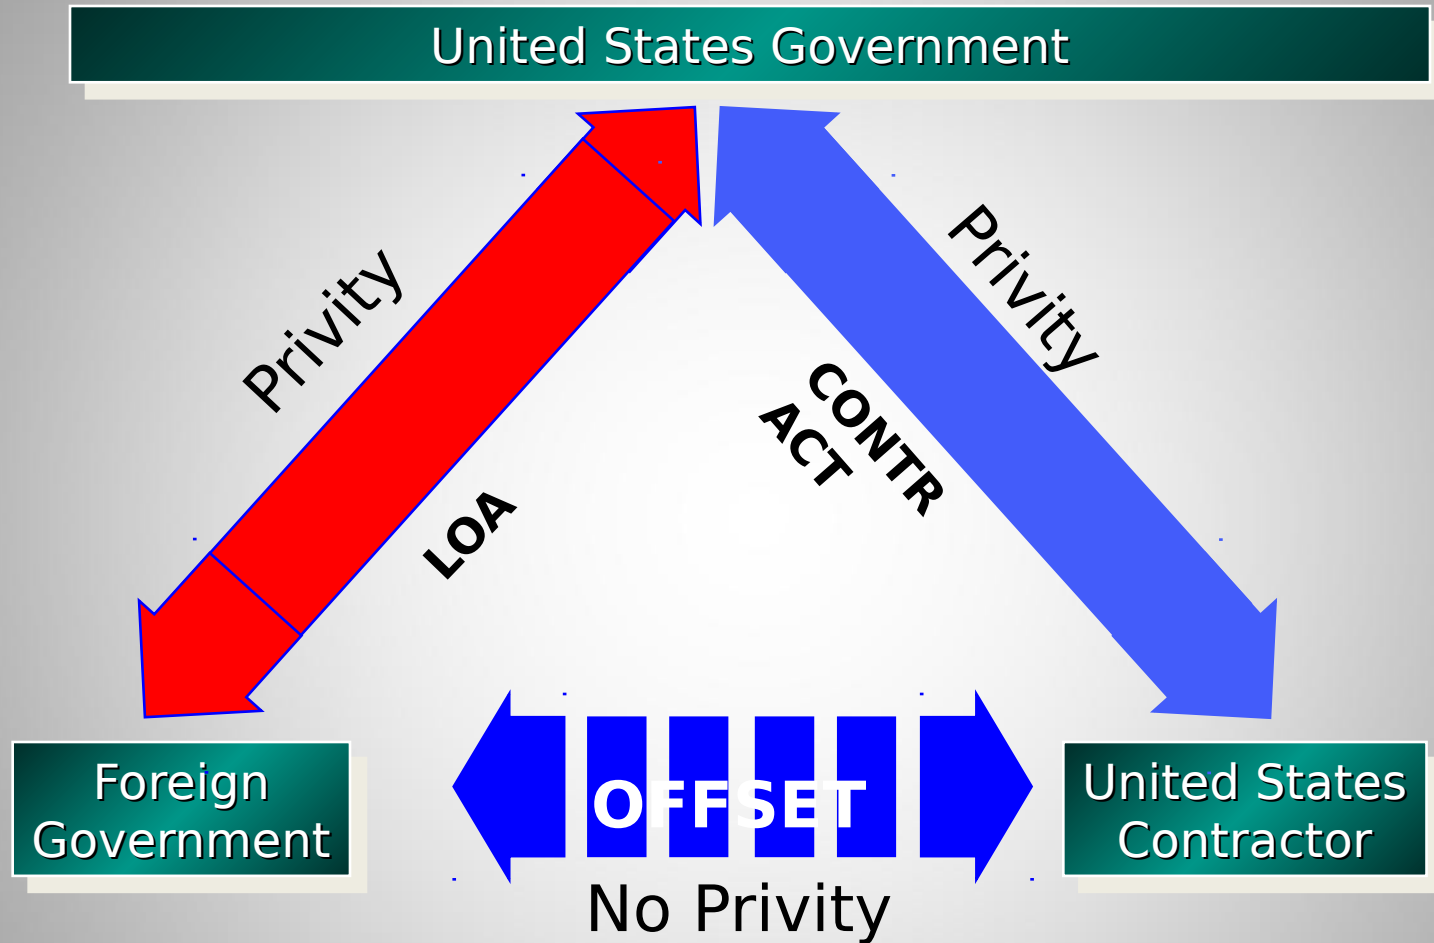 United States Government
Privity
Privity
CONTR
ACT
LOA
Foreign
Government
OFFSET
United States
Contractor
No Privity